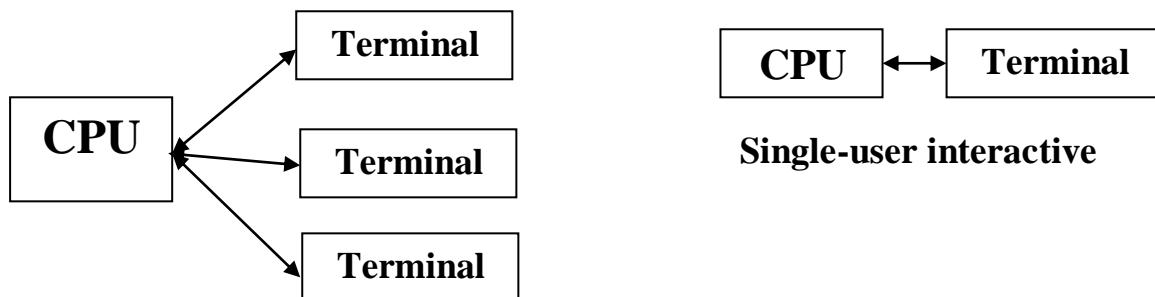 Terminal
CPU
Terminal
Terminal
CPU
Terminal
Single-user interactive